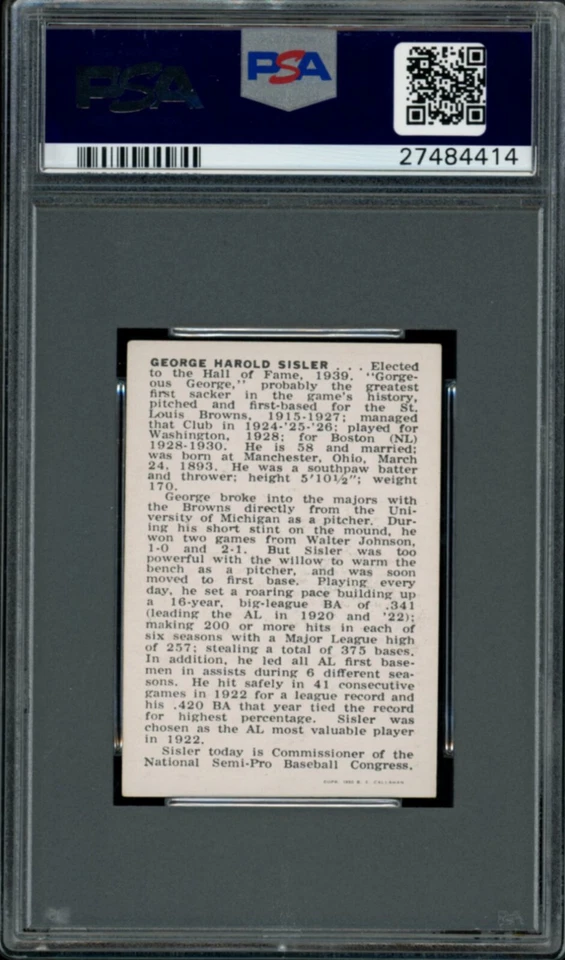 PSA
PSA
27484414
GEORGE HAROLD SISLER . . . Elected
to the Hall of Fame, 1939. "Gorge-
ous George," probably the greatest
first sacker in the game's history,
pitched and first-based for the St.
Louis Browns, 1915-1927; managed
that Club in 1924-'25-'26; played for
Washington, 1928; for Boston (NL)
1928-1930. He is 58 and married;
was born at Manchester, Ohio, March
24, 1893. He was a southpaw batter
and thrower; height 5'10½"; weight
170.
George broke into the majors with
the Browns directly from the Uni-
versity of Michigan as a pitcher. Dur-
ing his short stint on the mound, he
won two games from Walter Johnson,
1-0 and 2-1. But Sisler was too
powerful with the willow to warm the
bench as a pitcher, and was soon
moved to first base. Playing every
day, he set a roaring pace building up
a 16-year, big-league BA of .341
(leading the AL in 1920 and '22);
making 200 or more hits in each of
six seasons with a Major League high
of 257; stealing a total of 375 bases.
In addition, he led all AL first base-
men in assists during 6 different sea-
sons. He hit safely in 41 consecutive
games in 1922 for a league record and
his .420 BA that year tied the record
for highest percentage. Sisler was
chosen as the AL most valuable player
in 1922.
Sisler today is Commissioner of the
National Semi-Pro Baseball Congress.
COPR. 1950 B. E. CALLAHAN
PSA